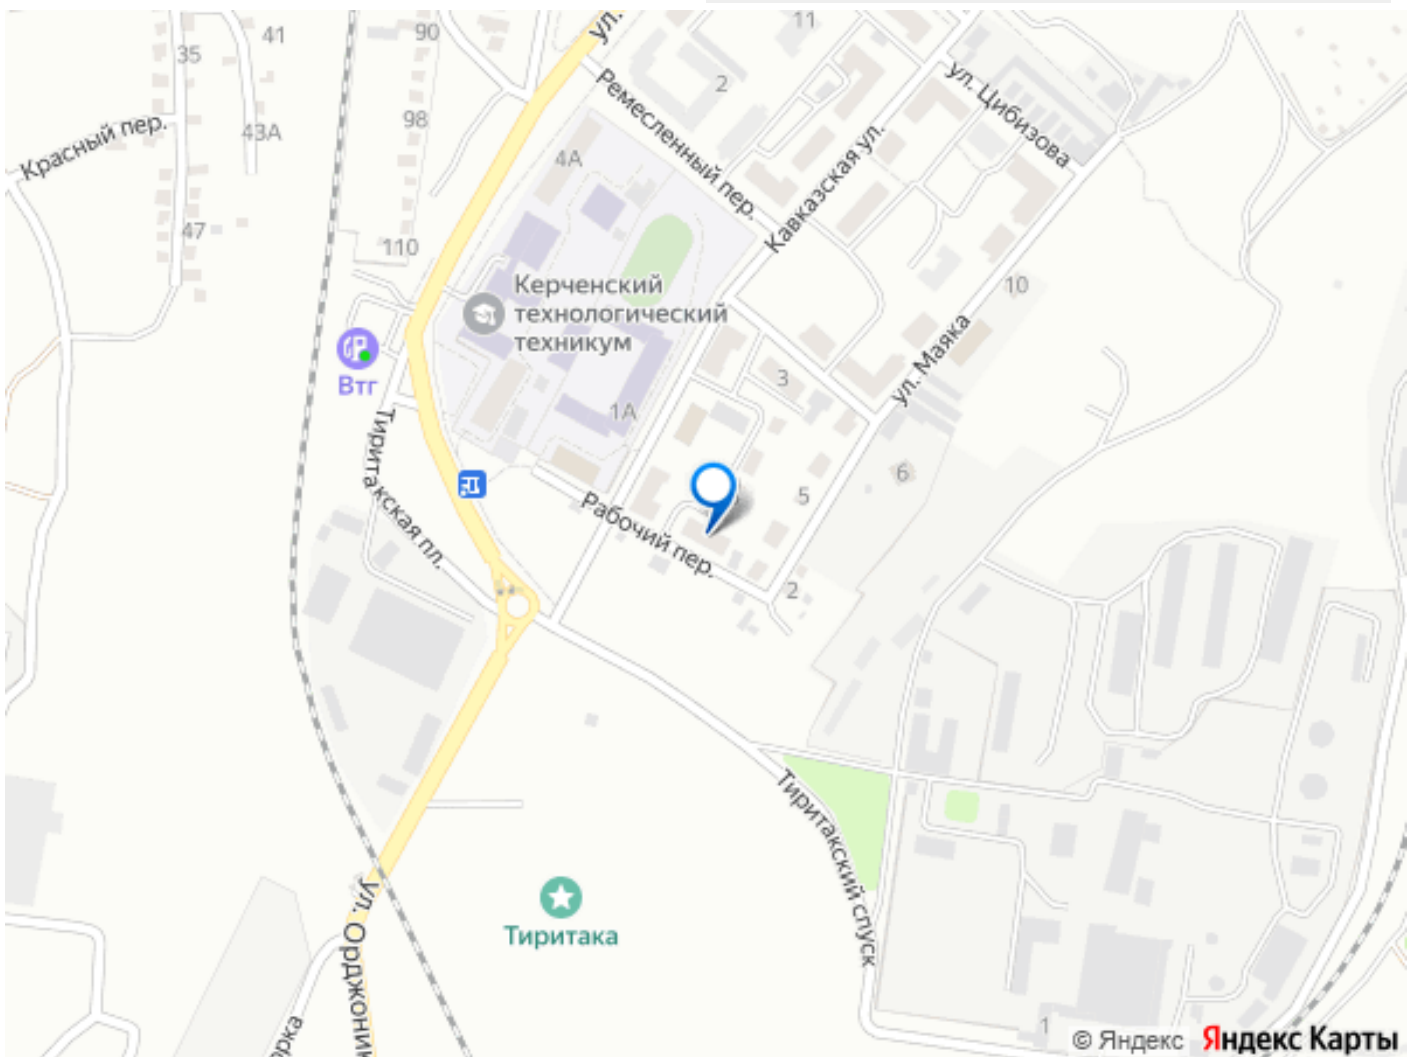 41
35
90
11
ул.
2
ул. Цибизова
Ремесленный пер.
98
43А
Красный пер.
4А
Кавказская ул.
47
110
10
Керченский
технологический
техникум
ул. Маяка
Втг
3
1А
Тиритакская пл.
6
5
Рабочий пер.
2
Тиритакский спуск
ул. Орджоник
Тиритака
орка
1
© Яндекс Яндекс Карты